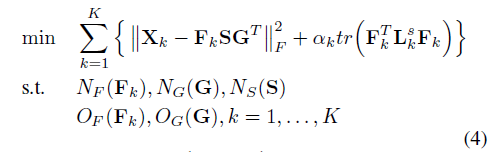 min ∑_{k=1}^{K} { ‖X_k − F_k S G^T‖_F^2 + α_k tr(F_k^T L_k^s F_k) }
s.t. N_F(F_k), N_G(G), N_S(S)
O_F(F_k), O_G(G), k = 1, . . . , K
(4)